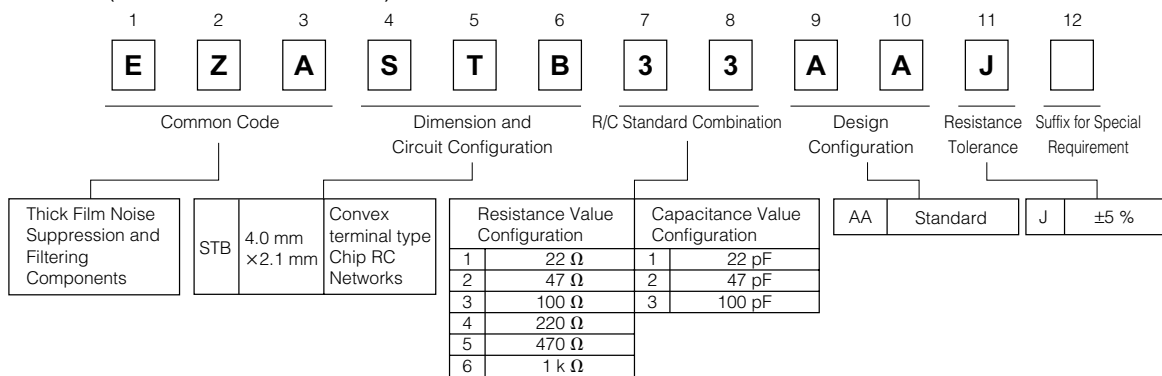 1 2 3 4 5 6 7 8 9 10 11 12
E Z A S T B 3 3 A A J
Common Code
Dimension and
Circuit Configuration
R/C Standard Combination
Design
Configuration
Resistance
Tolerance
Suffix for Special
Requirement
Thick Film Noise
Suppression and
Filtering
Components
STB
4.0 mm
×2.1 mm
Convex
terminal type
Chip RC
Networks
Resistance Value
Configuration
1 22 Ω
2 47 Ω
3 100 Ω
4 220 Ω
5 470 Ω
6 1 k Ω
Capacitance Value
Configuration
1 22 pF
2 47 pF
3 100 pF
AA Standard
J ±5 %